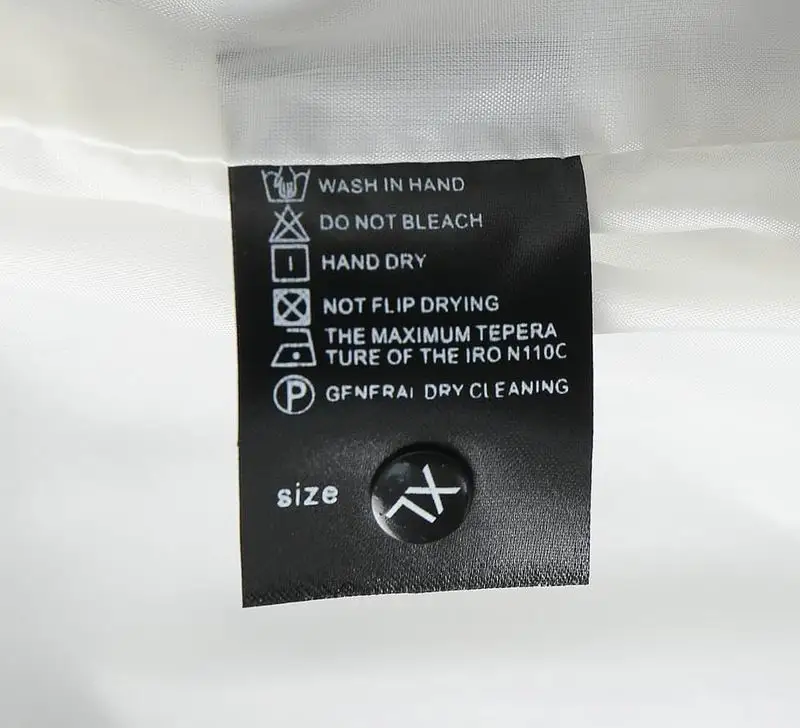 WASH IN HAND
DO NOT BLEACH
HAND DRY
NOT FLIP DRYING
THE MAXIMUM TEPERA
TURE OF THE IRO N110C
P GENERAL DRY CLEANING
size XL